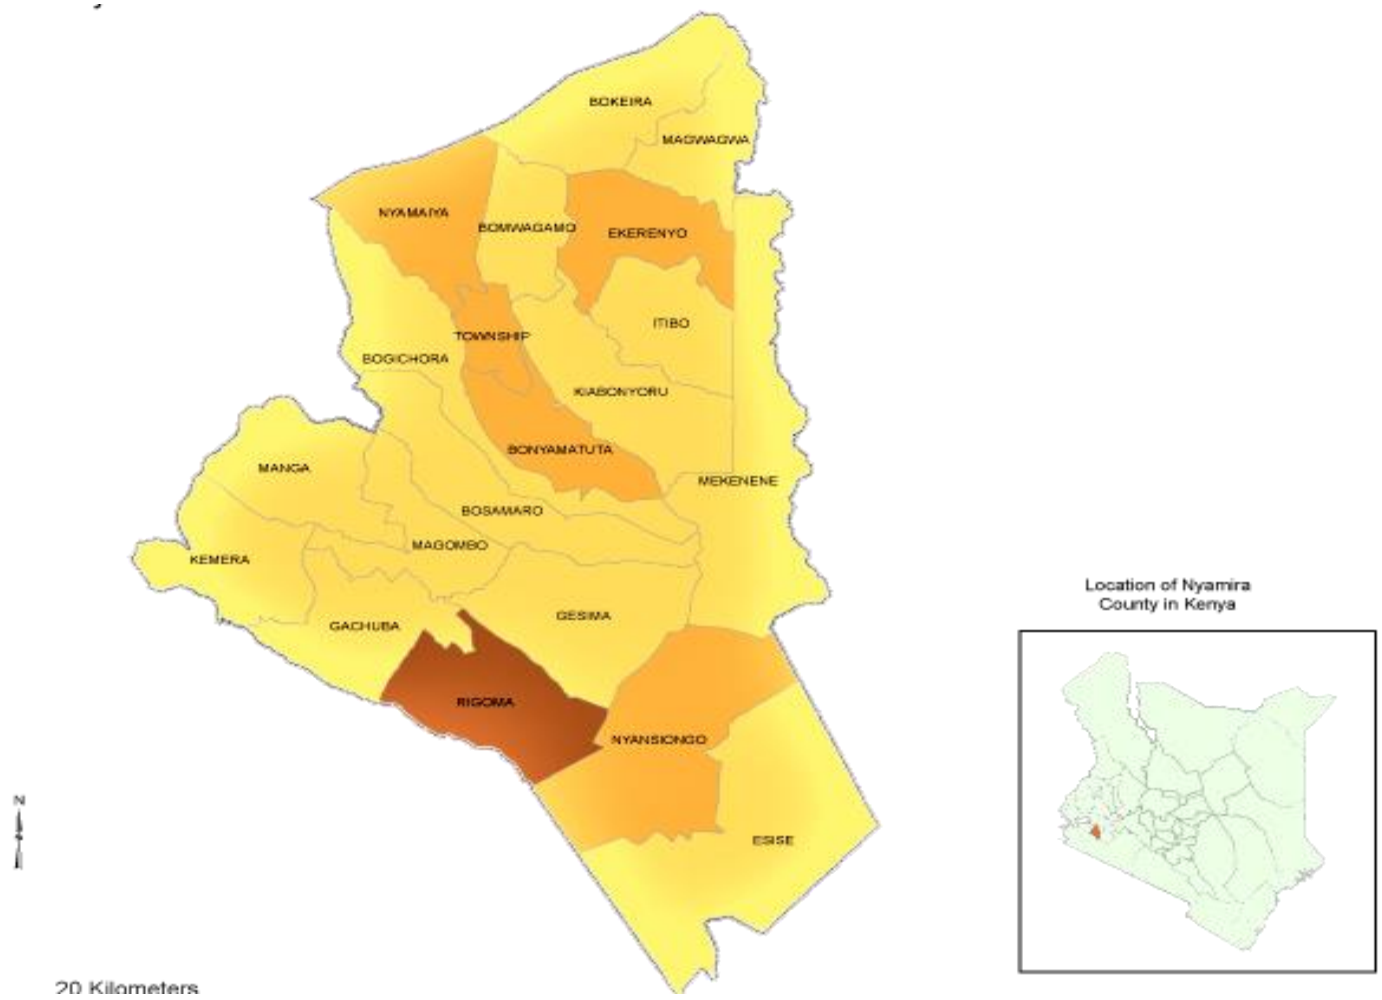 BOKEIRA
MAGWAGWA
NYAMAIYA
BOMWAGAMO
EKERENYO
ITIBO
TOWNSHIP
BOGICHORA
KIABONYORU
BONYAMATUTA
MANGA
MEKENENE
BOSAMARO
MAGOMBO
KEMERA
GACHUBA
GESIMA
RIGOMA
NYANSIONGO
ESISE
Location of Nyamira
County in Kenya
N
20 Kilometers